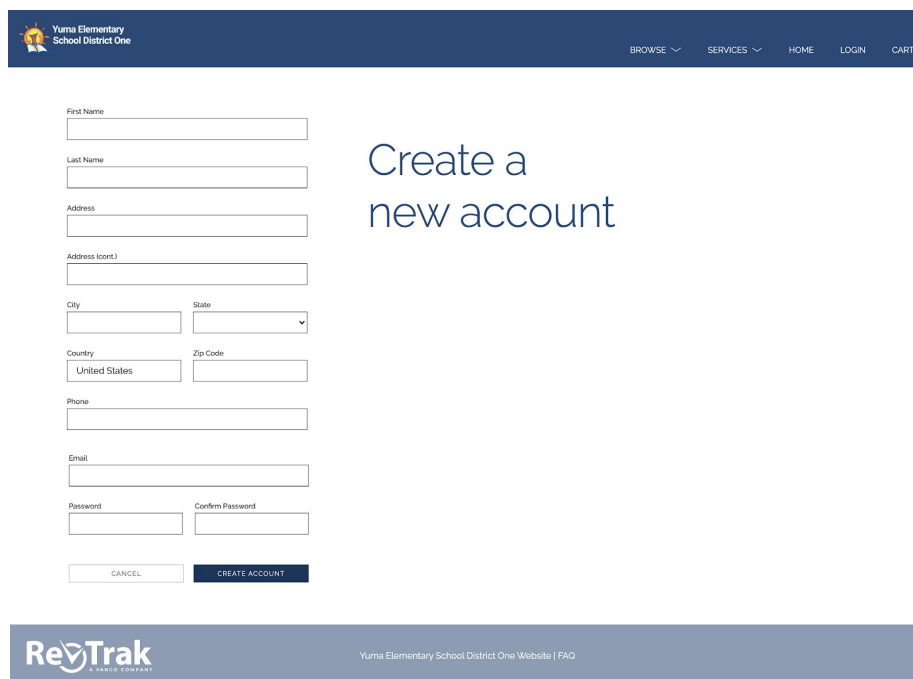 Yuma Elementary
School District One
BROWSE SERVICES HOME LOGIN CART
First Name
Last Name
Create a
new account
Address
Address (cont.)
City State
Country Zip Code
United States
Phone
Email
Password Confirm Password
CANCEL CREATE ACCOUNT
RevTrak
A VANCO COMPANY
Yuma Elementary School District One Website | FAQ